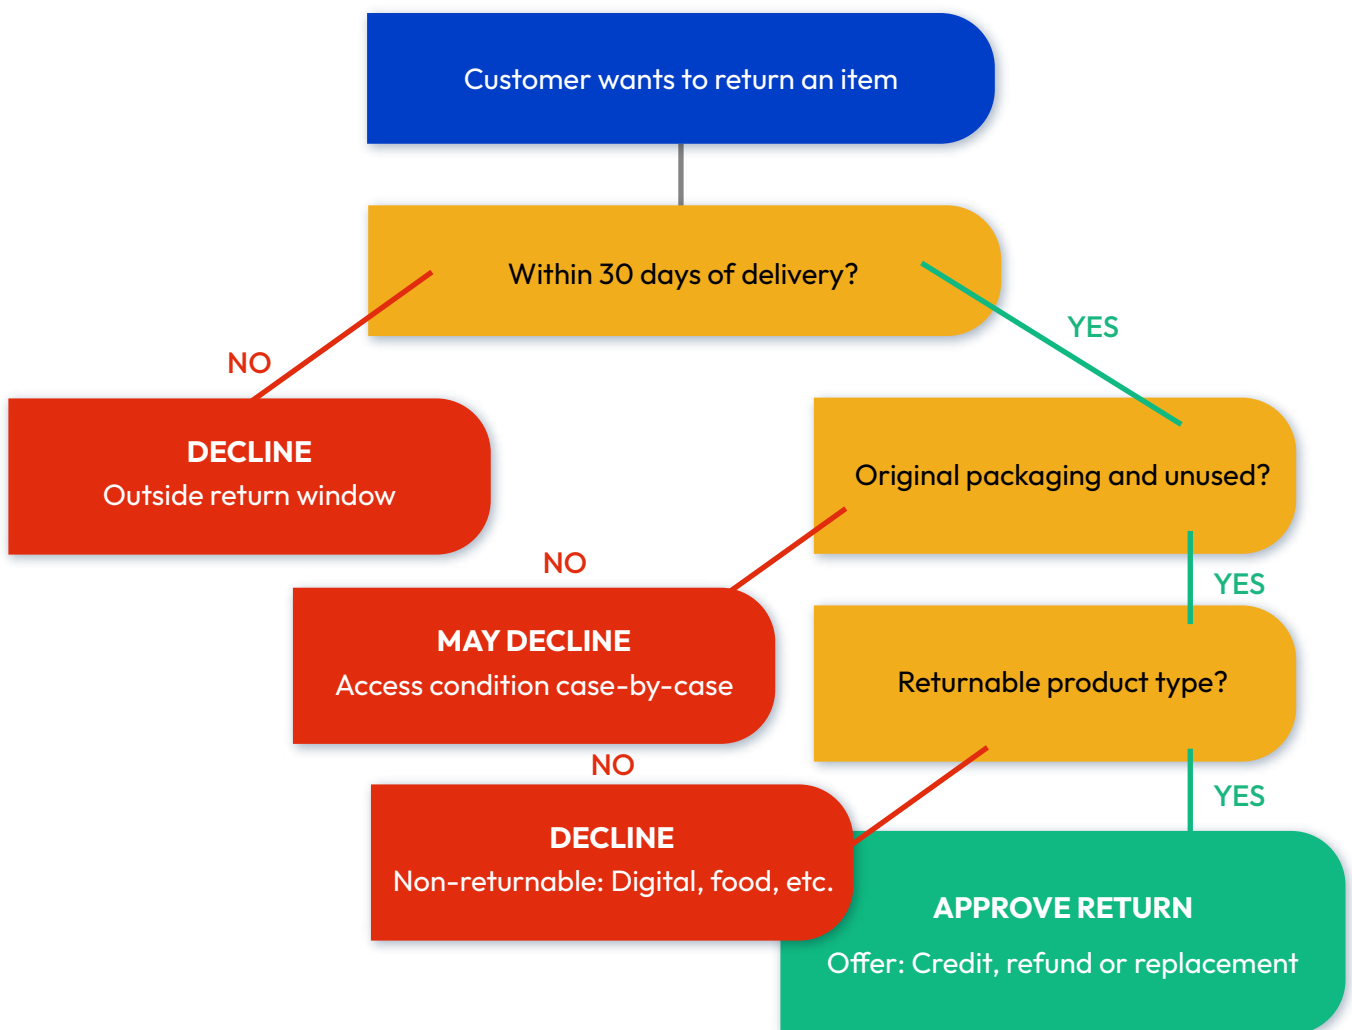 Customer wants to return an item
Within 30 days of delivery?
NO
YES
DECLINE
Outside return window
Original packaging and unused?
NO
YES
MAY DECLINE
Access condition case-by-case
Returnable product type?
NO
YES
DECLINE
Non-returnable: Digital, food, etc.
APPROVE RETURN
Offer: Credit, refund or replacement